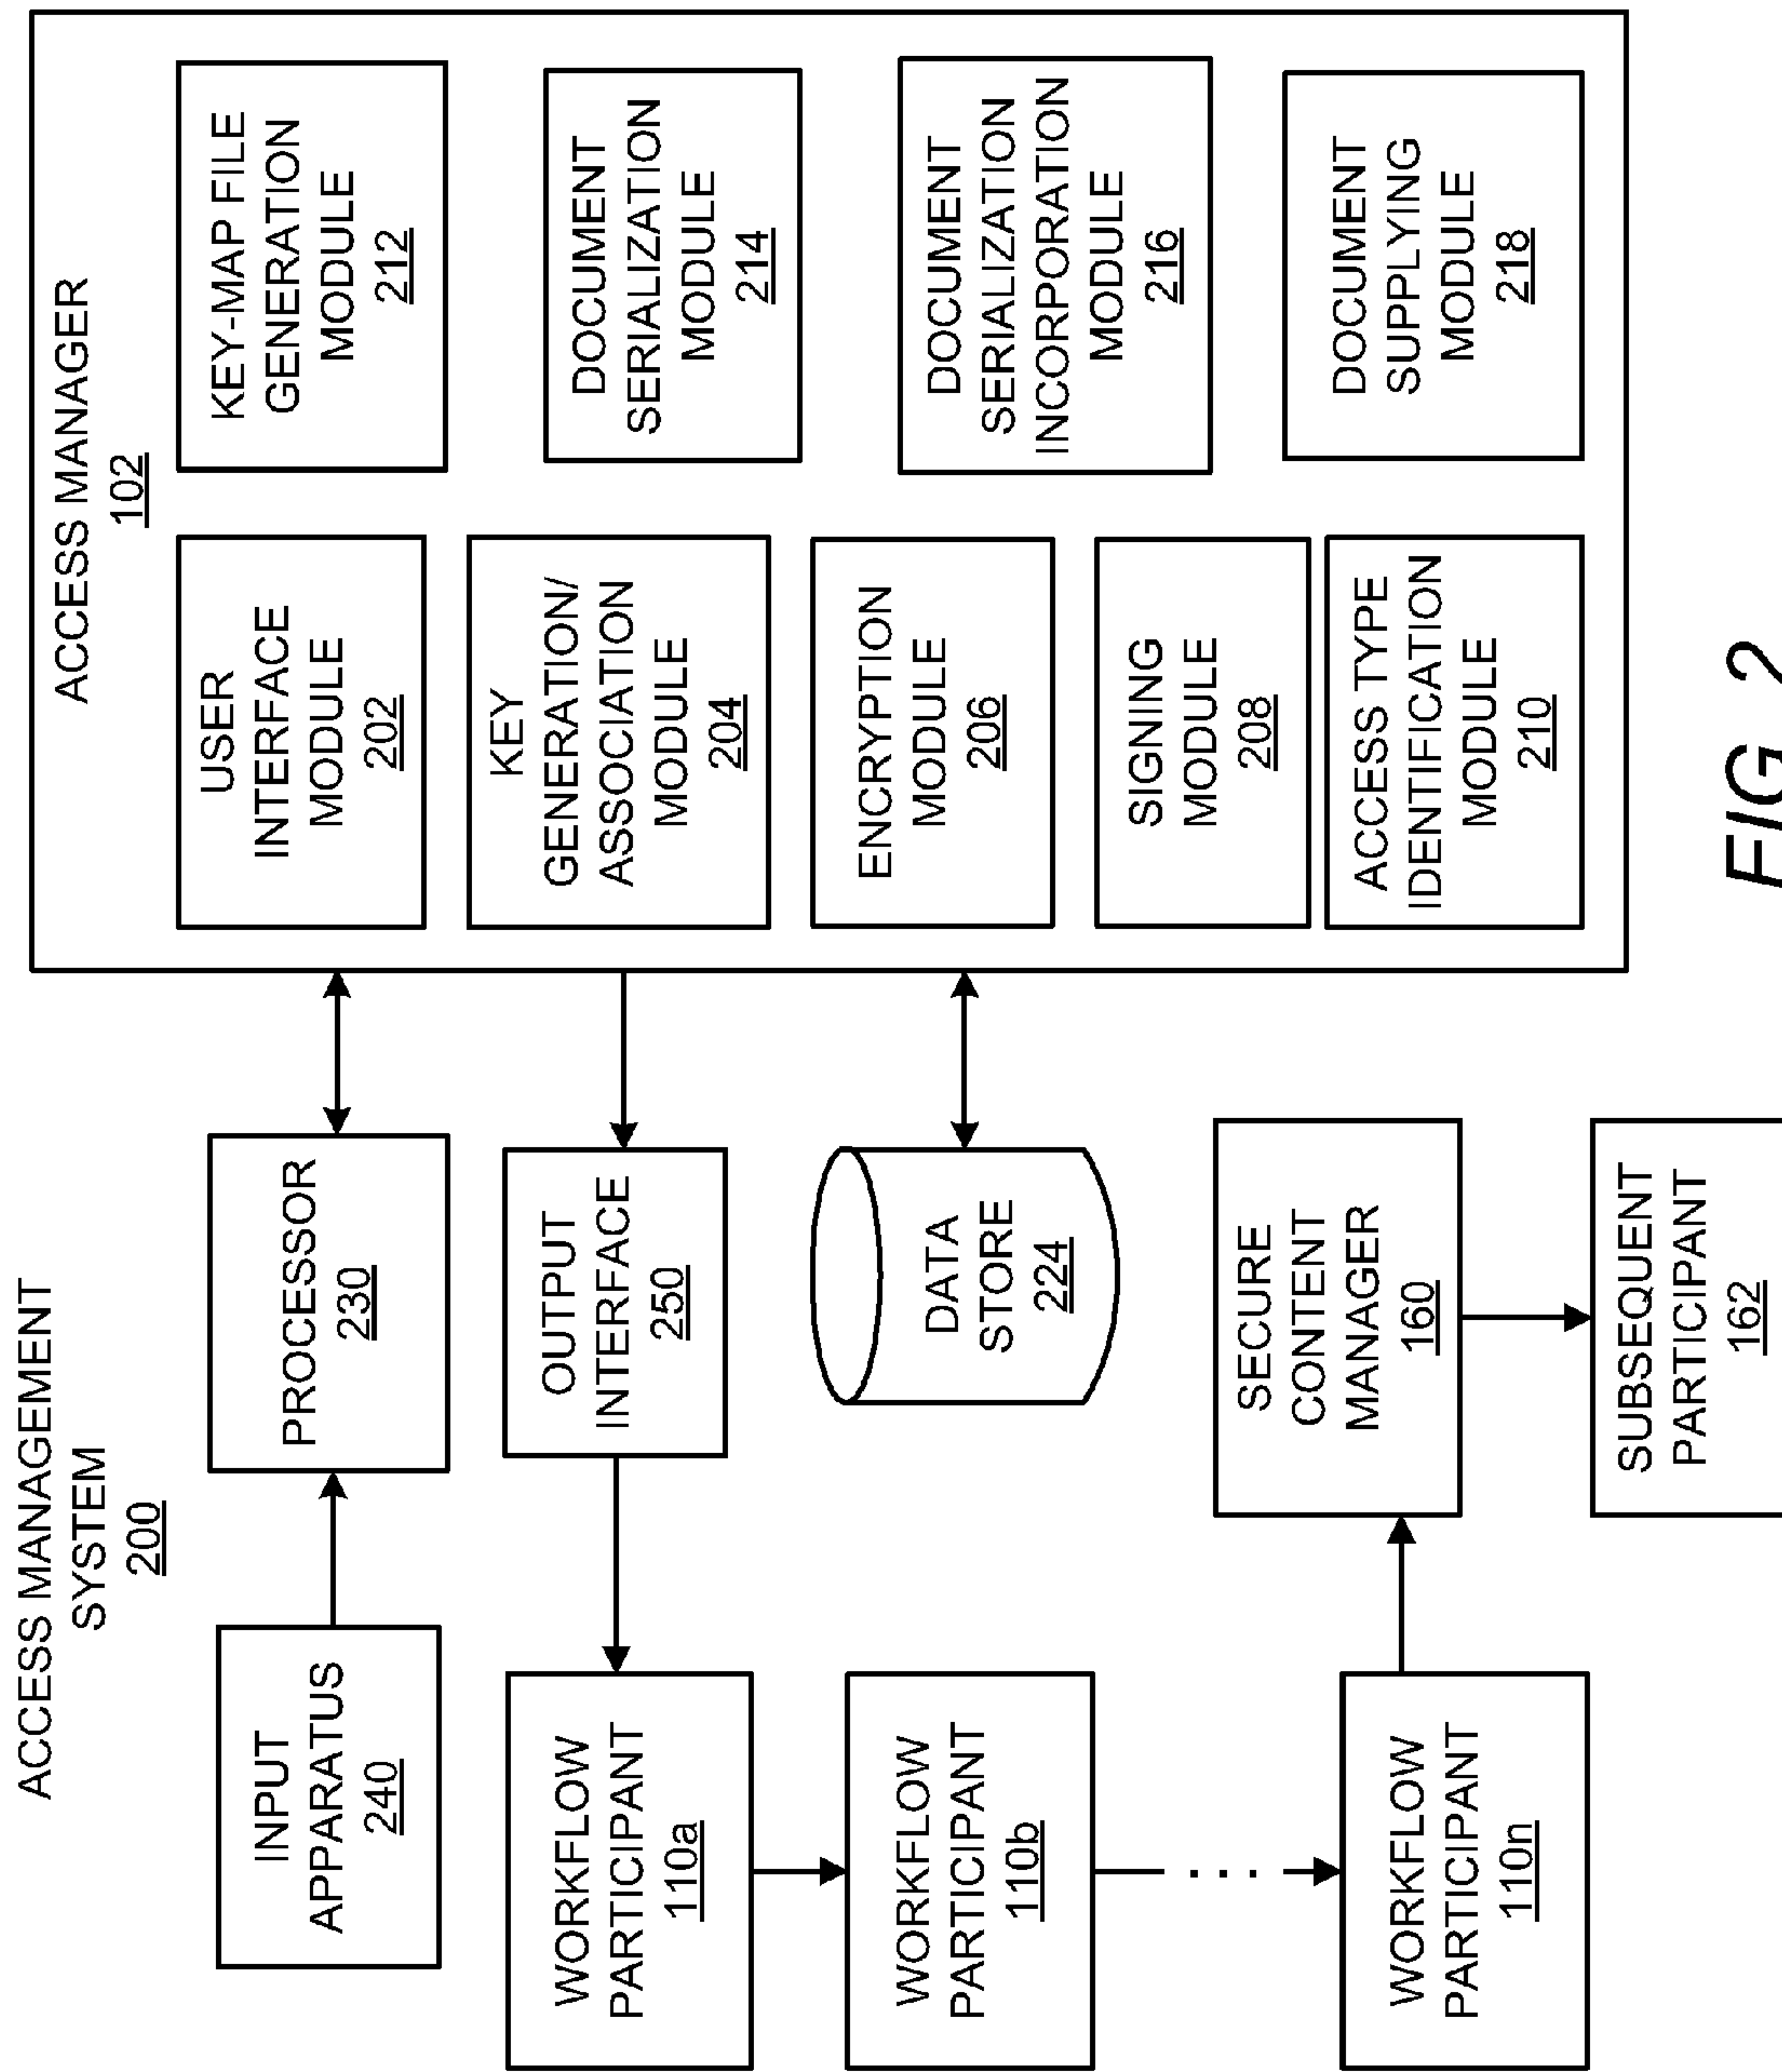 ACCESS MANAGEMENT
SYSTEM
200
INPUT
APPARATUS
240
PROCESSOR
230
OUTPUT
INTERFACE
250
DATA
STORE
224
WORKFLOW
PARTICIPANT
110a
WORKFLOW
PARTICIPANT
110b
. . .
WORKFLOW
PARTICIPANT
110n
SECURE
CONTENT
MANAGER
160
SUBSEQUENT
PARTICIPANT
162
ACCESS MANAGER
102
USER
INTERFACE
MODULE
202
KEY
GENERATION/
ASSOCIATION
MODULE
204
ENCRYPTION
MODULE
206
SIGNING
MODULE
208
ACCESS TYPE
IDENTIFICATION
MODULE
210
KEY-MAP FILE
GENERATION
MODULE
212
DOCUMENT
SERIALIZATION
MODULE
214
DOCUMENT
SERIALIZATION
INCORPORATION
MODULE
216
DOCUMENT
SUPPLYING
MODULE
218
FIG. 2